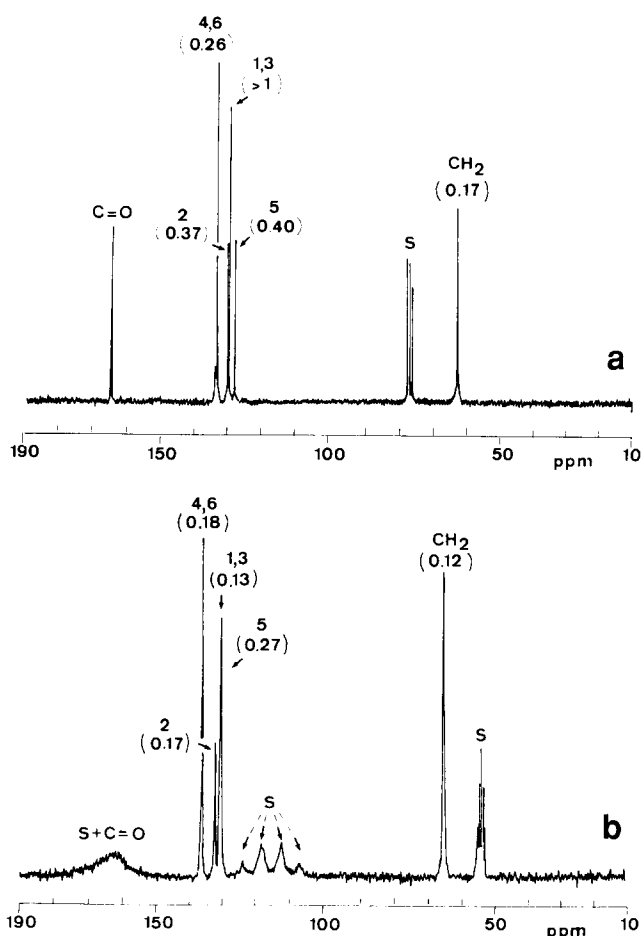 4,6
(0.26)
1,3
(>1)
CH2
(0.17)
C=O
2
(0.37)
5
(0.40)
S
a
190 150 100 50 10
ppm
4,6
(0.18)
CH2
(0.12)
1,3
(0.13)
5
(0.27)
2
(0.17)
S
S
S+C=O
b
190 150 100 50 10
ppm